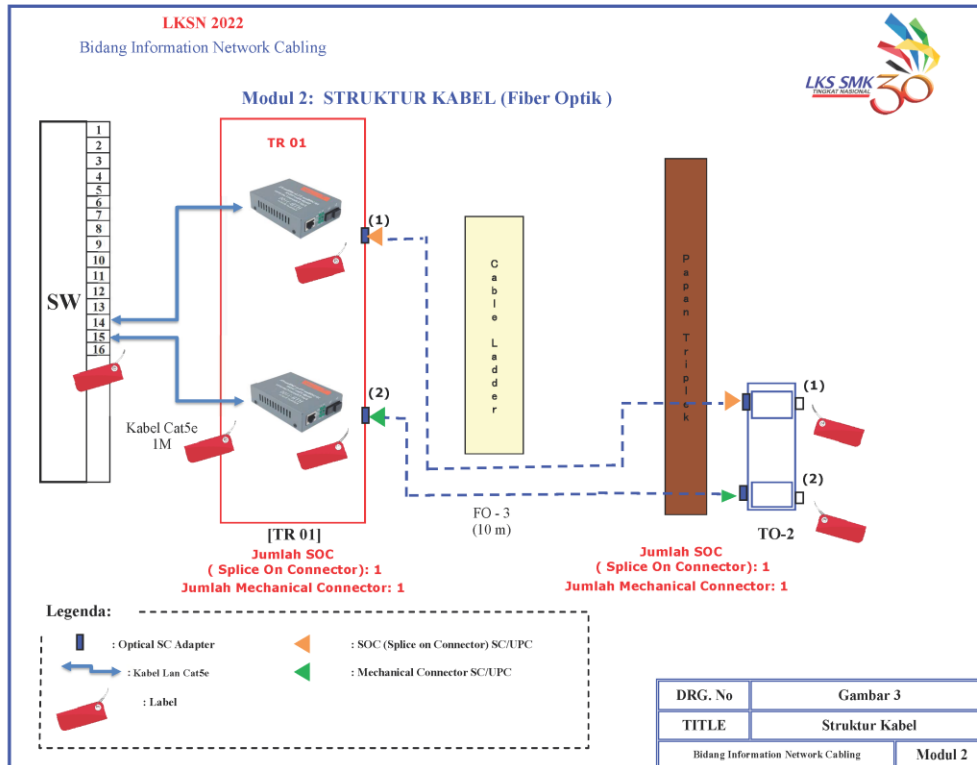 LKSN 2022
Bidang Information Network Cabling
LKS SMK
TINGKAT NASIONAL
30
Modul 2: STRUKTUR KABEL (Fiber Optik )
SW
1
2
3
4
5
6
7
8
9
10
11
12
13
14
15
16
TR 01
(1)
(2)
Kabel Cat5e
1M
Cable Ladder
Papan Triplek
(1)
(2)
FO - 3
(10 m)
TO-2
[TR 01]
Jumlah SOC
( Splice On Connector): 1
Jumlah Mechanical Connector: 1
Jumlah SOC
( Splice On Connector): 1
Jumlah Mechanical Connector: 1
Legenda:
: Optical SC Adapter
: SOC (Splice on Connector) SC/UPC
: Kabel Lan Cat5e
: Mechanical Connector SC/UPC
: Label
DRG. No
Gambar 3
TITLE
Struktur Kabel
Bidang Information Network Cabling
Modul 2